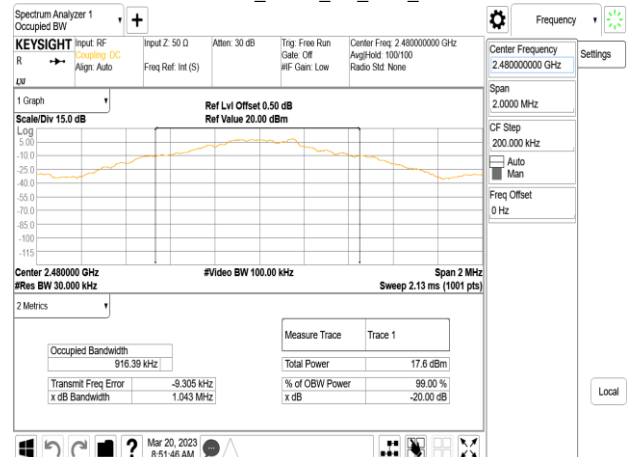 Spectrum Analyzer 1
Occupied BW
Frequency
KEYSIGHT
R
Input: RF
Coupling: DC
Align: Auto
Input Z: 50 Ω
Freq Ref: Int (S)
Atten: 30 dB
Trig: Free Run
Gate: Off
#IF Gain: Low
Center Freq: 2.480000000 GHz
Avg|Hold: 100/100
Radio Std: None
Center Frequency
2.480000000 GHz
Settings
Span
2.0000 MHz
CF Step
200.000 kHz
Auto
Man
Freq Offset
0 Hz
1 Graph
Scale/Div 15.0 dB
Ref Lvl Offset 0.50 dB
Ref Value 20.00 dBm
Log
5.00
-10.0
-25.0
-40.0
-55.0
-70.0
-85.0
-100
-115
Center 2.480000 GHz
#Video BW 100.00 kHz
Span 2 MHz
#Res BW 30.000 kHz
Sweep 2.13 ms (1001 pts)
2 Metrics
Measure Trace Trace 1
Occupied Bandwidth
916.39 kHz
Total Power 17.6 dBm
Transmit Freq Error -9.305 kHz
% of OBW Power 99.00 %
x dB Bandwidth 1.043 MHz
x dB -20.00 dB
Local
Mar 20, 2023
8:51:46 AM